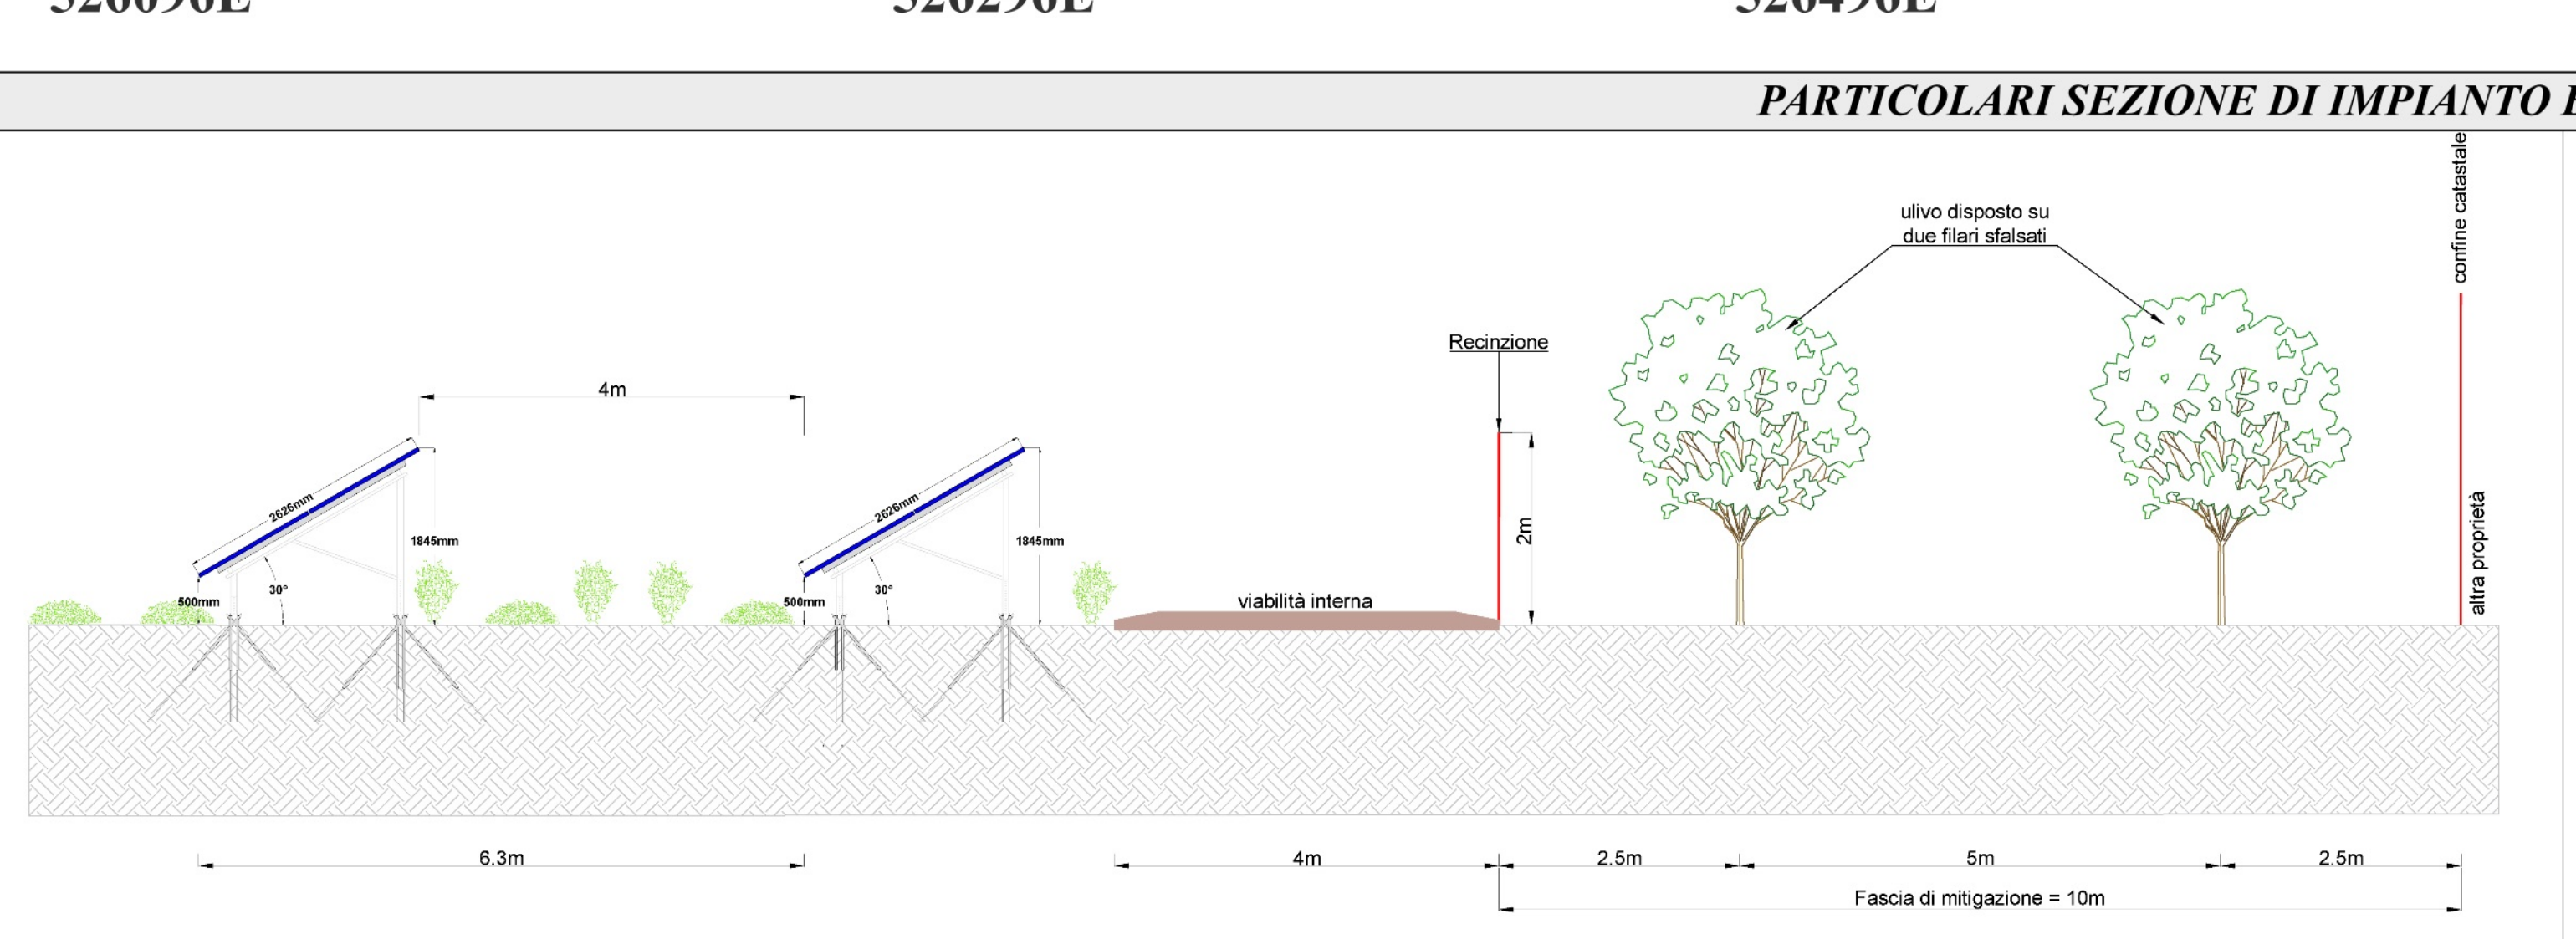 PARTICOLARI SEZIONE DI IMPIANTO
confine catastale
ulivo disposto su
due filari sfalsati
Recinzione
4m
2626mm
2626mm
1845mm
1845mm
2m
altra proprietà
30°
30°
500mm
500mm
viabilità interna
6.3m
4m
2.5m
5m
2.5m
Fascia di mitigazione = 10m